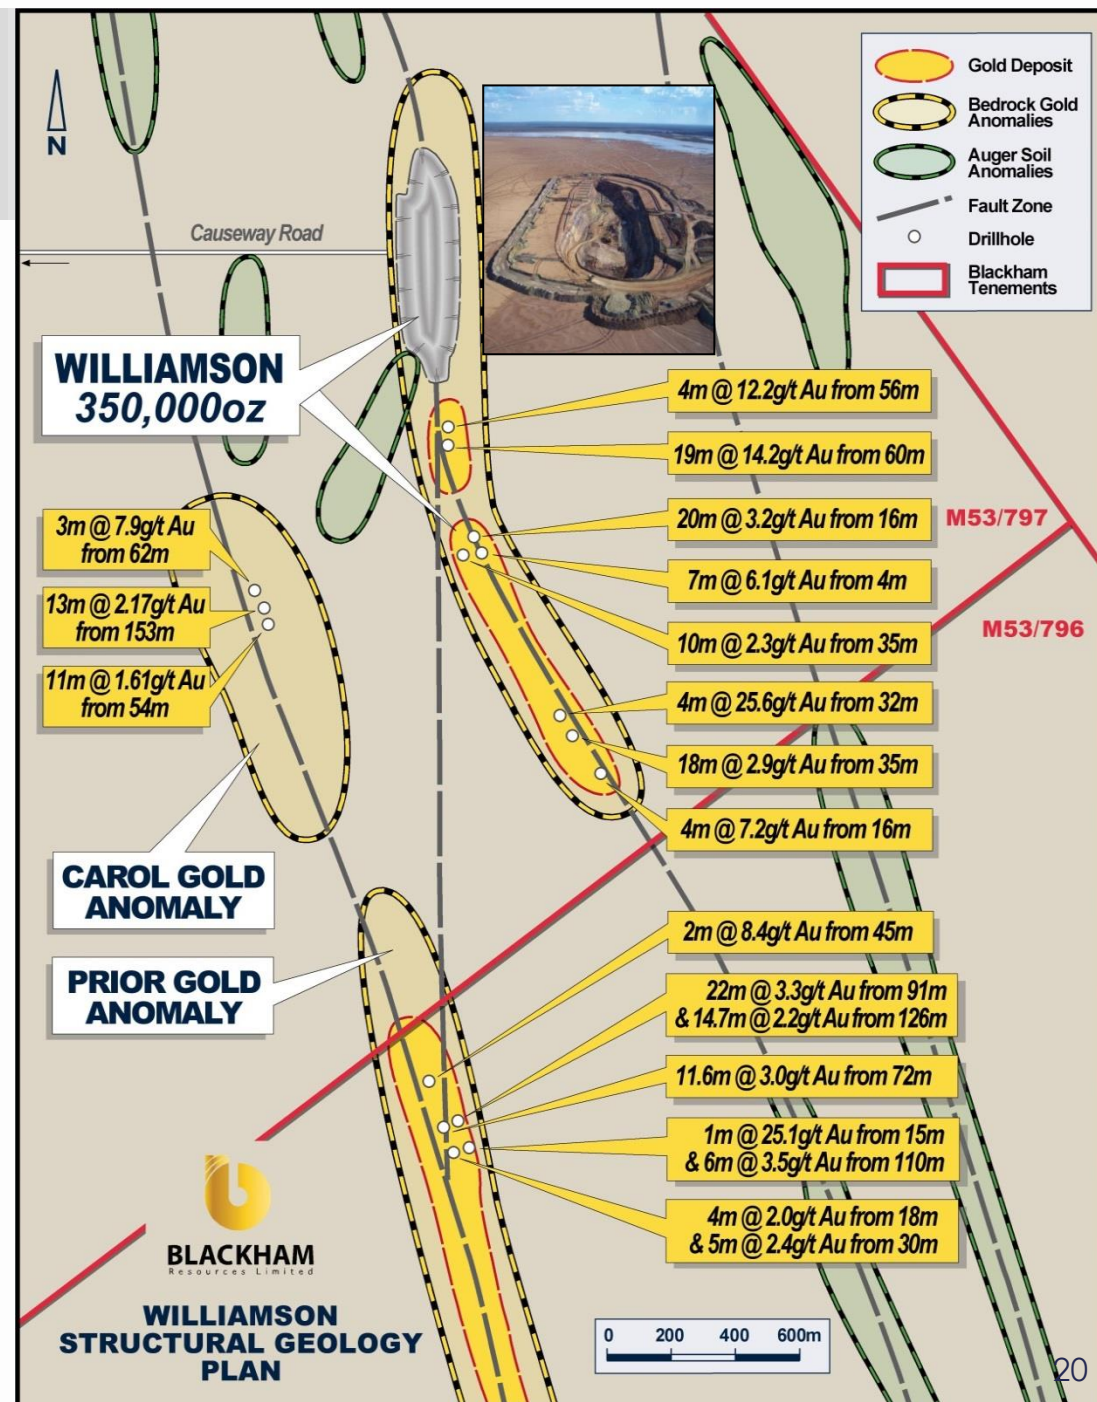 N
Gold Deposit
Bedrock Gold
Anomalies
Auger Soil
Anomalies
Fault Zone
Drillhole
Blackham
Tenements
Causeway Road
WILLIAMSON
350,000oz
4m @ 12.2g/t Au from 56m
19m @ 14.2g/t Au from 60m
20m @ 3.2g/t Au from 16m
7m @ 6.1g/t Au from 4m
10m @ 2.3g/t Au from 35m
4m @ 25.6g/t Au from 32m
18m @ 2.9g/t Au from 35m
4m @ 7.2g/t Au from 16m
M53/797
M53/796
3m @ 7.9g/t Au
from 62m
13m @ 2.17g/t Au
from 153m
11m @ 1.61g/t Au
from 54m
CAROL GOLD
ANOMALY
PRIOR GOLD
ANOMALY
2m @ 8.4g/t Au from 45m
22m @ 3.3g/t Au from 91m
& 14.7m @ 2.2g/t Au from 126m
11.6m @ 3.0g/t Au from 72m
1m @ 25.1g/t Au from 15m
& 6m @ 3.5g/t Au from 110m
4m @ 2.0g/t Au from 18m
& 5m @ 2.4g/t Au from 30m
BLACKHAM
Resources Limited
WILLIAMSON
STRUCTURAL GEOLOGY
PLAN
0 200 400 600m
20